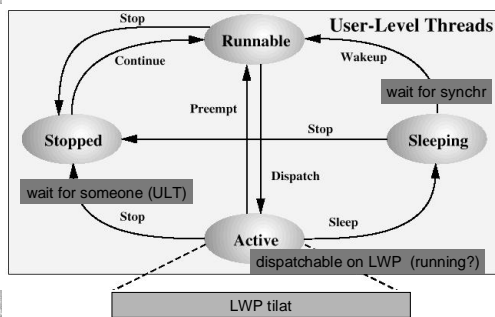 User-Level Threads
Stop
Runnable
Continue
Wakeup
wait for synchr
Preempt
Stopped
Stop
Sleeping
wait for someone (ULT)
Dispatch
Stop
Sleep
Active
dispatchable on LWP (running?)
LWP tilat